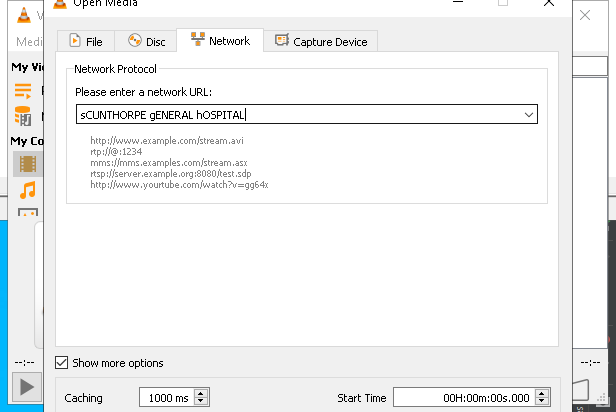 V
Open Media
Medi
File
Disc
Network
Capture Device
My Vi
Network Protocol
Please enter a network URL:
sCUNTHORPE gENERAL hOSPITAL
My Co
http://www.example.com/stream.avi
rtp://@:1234
mms://mms.examples.com/stream.asx
rtsp://server.example.org:8080/test.sdp
http://www.yourtube.com/watch?v=gg64x
--:--
Show more options
--:--
Caching
1000 ms
Start Time
00H:00m:00s.000